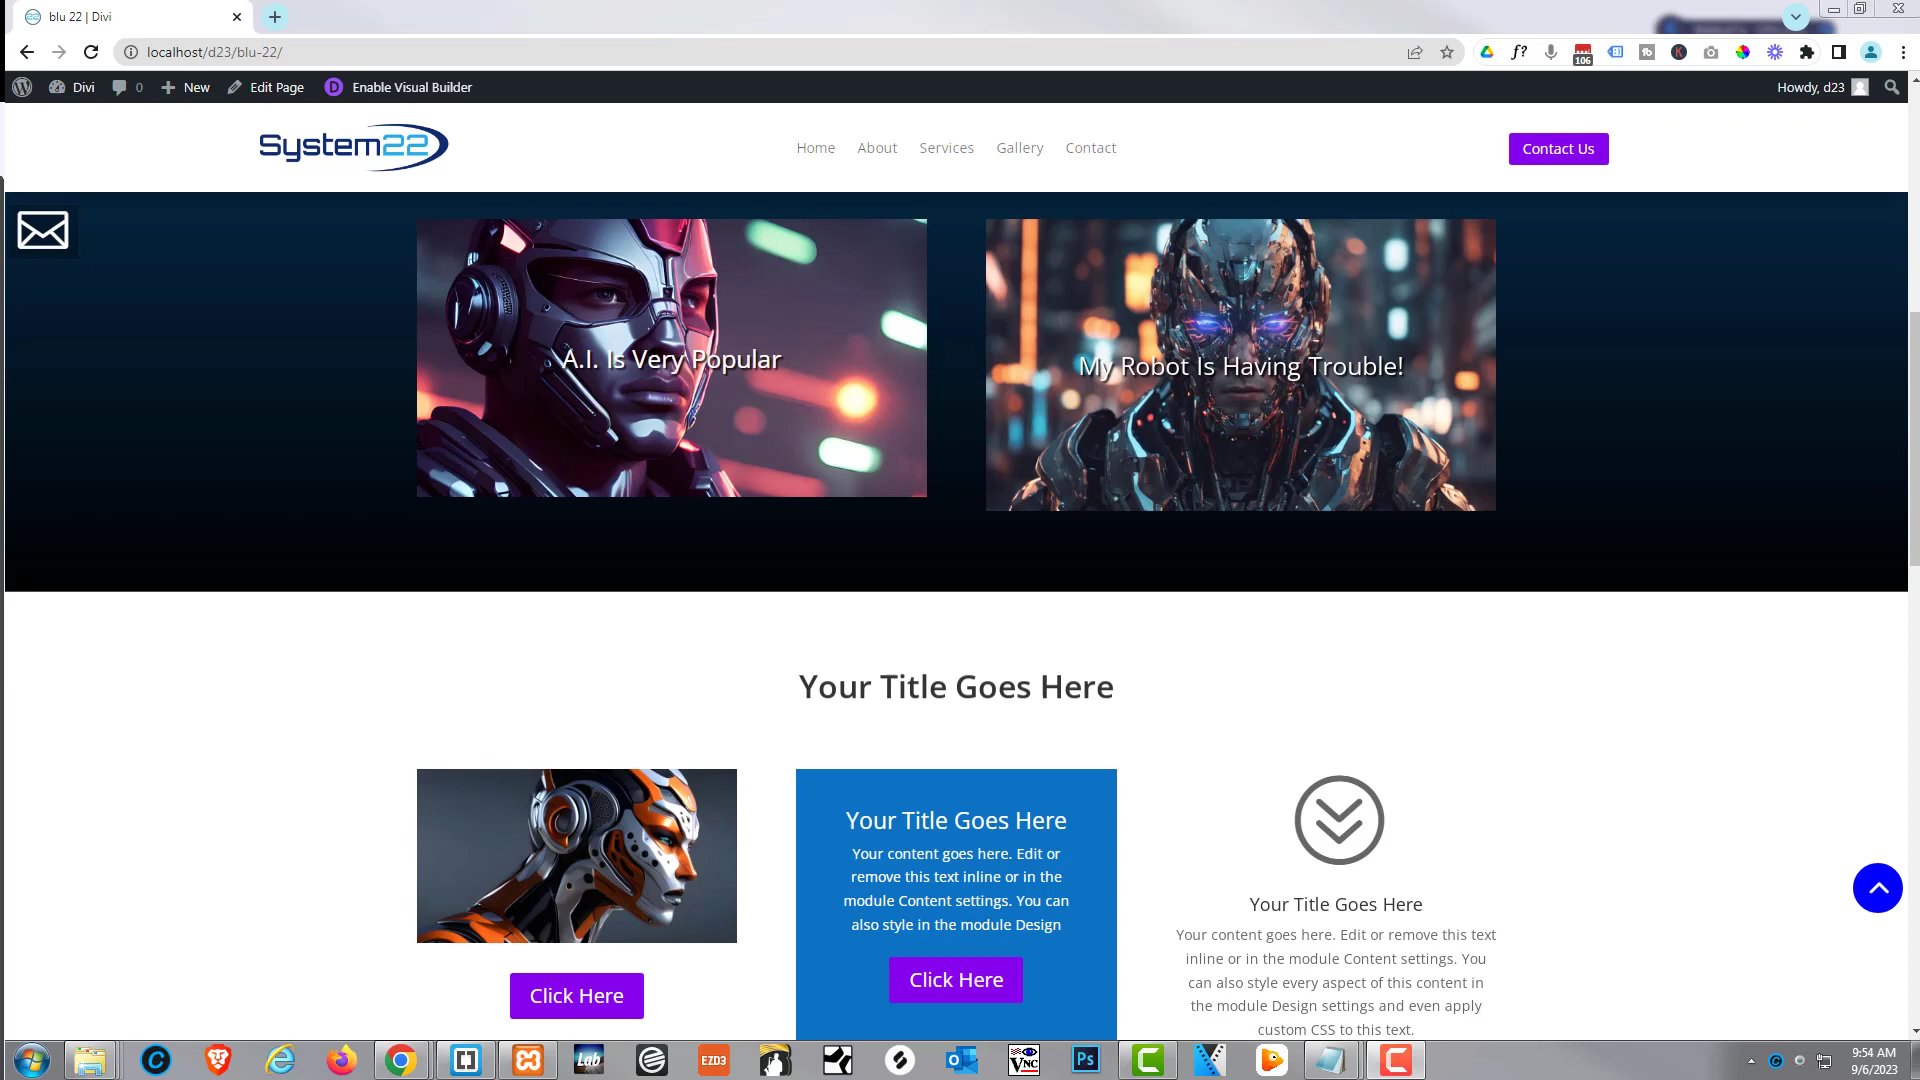 blu 22 | Divi
localhost/d23/blu-22/
f?
106
tb
K
Divi
0
New
Edit Page
D
Enable Visual Builder
Howdy, d23
System22
Home
About
Services
Gallery
Contact
Contact Us
A.I. Is Very Popular
My Robot Is Having Trouble!
Your Title Goes Here
Click Here
Your Title Goes Here
Your content goes here. Edit or
remove this text inline or in the
module Content settings. You can
also style in the module Design
Click Here
Your Title Goes Here
Your content goes here. Edit or remove this text
inline or in the module Content settings. You
can also style every aspect of this content in
the module Design settings and even apply
custom CSS to this text.
Lab
EZD3
VNC
Ps
9:54 AM
9/6/2023